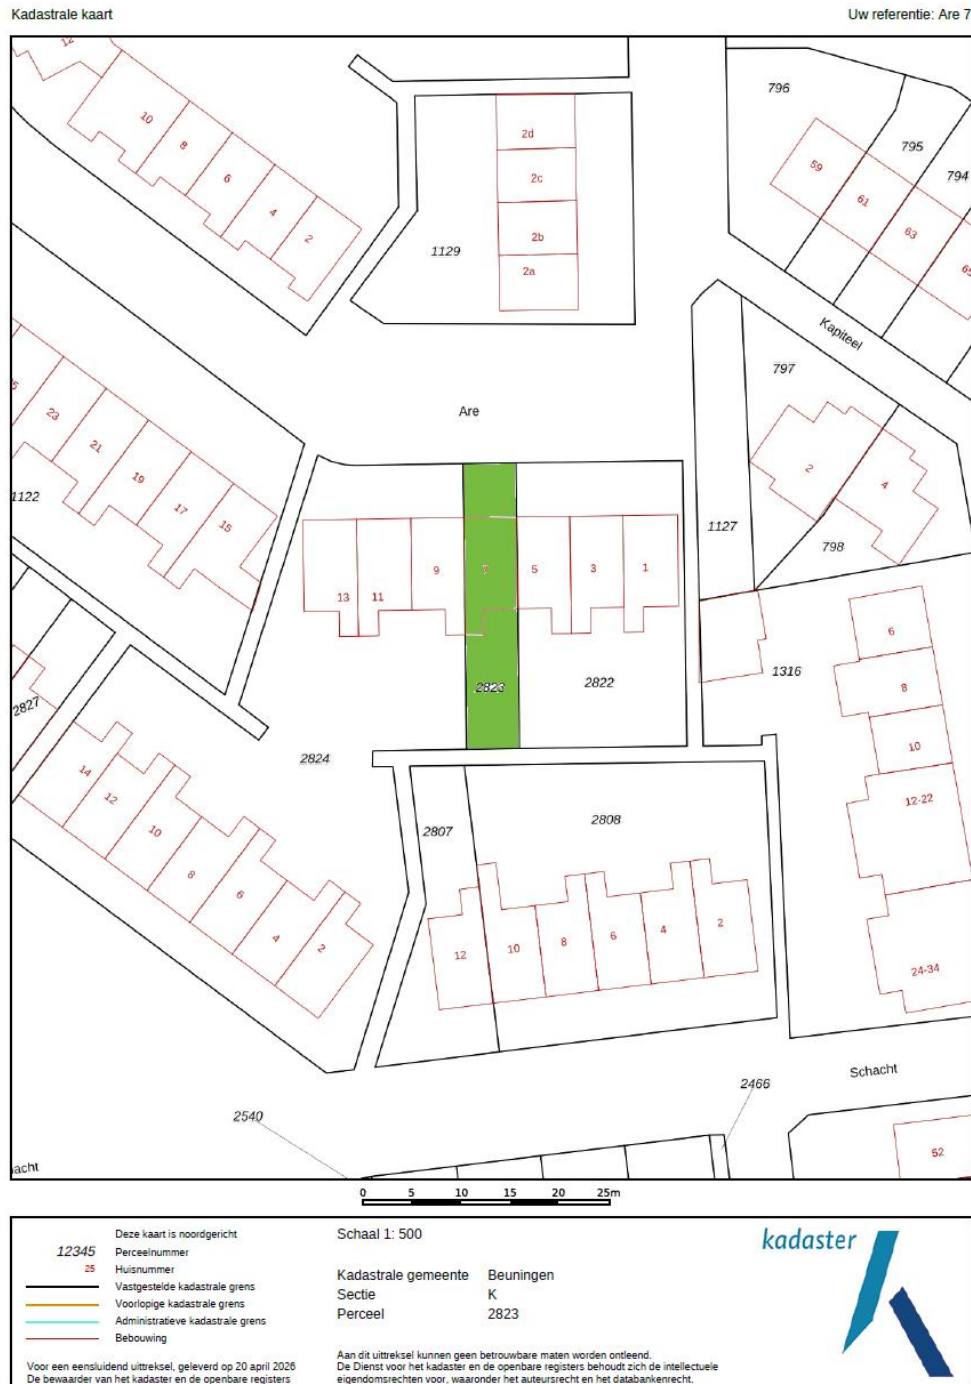 Kadastrale kaart
Uw referentie: Are 7
12
10
8
6
4
2
2d
2c
2b
2a
1129
796
795
794
59
61
63
65
Kapiteel
797
2
4
798
1127
Are
23
21
19
17
15
1122
13
11
9
7
5
3
1
2823
2822
1316
6
8
10
12-22
24-34
2827
2824
14
12
10
8
6
4
2
2807
2808
12
10
8
6
4
2
Schacht
2466
2540
52
acht
0 5 10 15 20 25m
Deze kaart is noordgericht
12345 Perceelnummer
25 Huisnummer
Vastgestelde kadastrale grens
Voorlopige kadastrale grens
Administratieve kadastrale grens
Bebouwing
Voor een eensluidend uittreksel, geleverd op 20 april 2026
De bewaarder van het kadaster en de openbare registers
Schaal 1: 500
Kadastrale gemeente Beuningen
Sectie K
Perceel 2823
Aan dit uittreksel kunnen geen betrouwbare maten worden ontleend.
De Dienst voor het kadaster en de openbare registers behoudt zich de intellectuele
eigendomsrechten voor, waaronder het auteursrecht en het databankenrecht.
kadaster